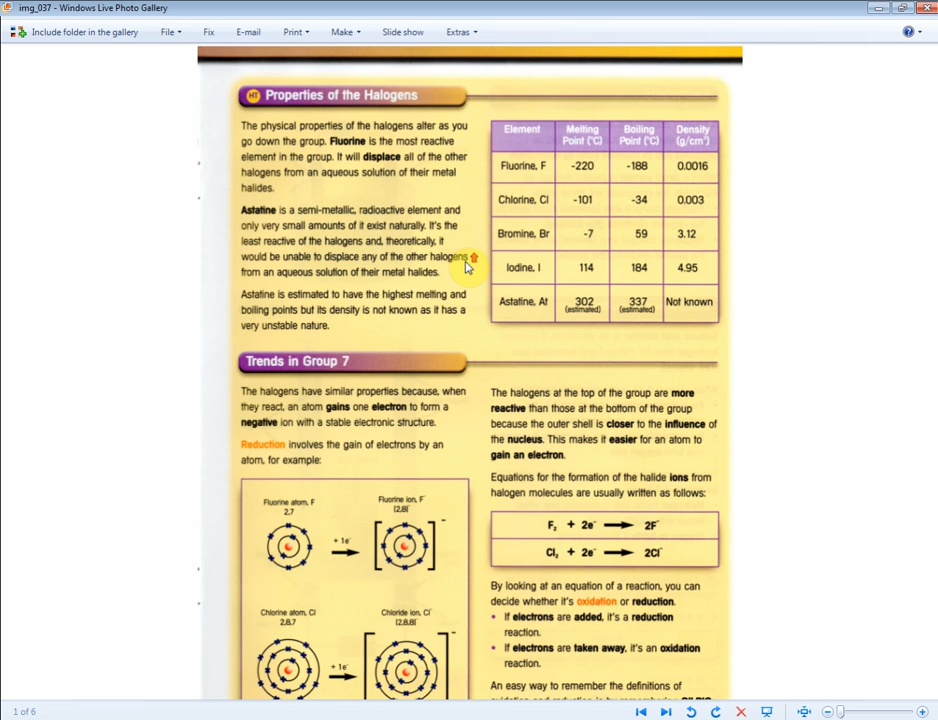 img_037 - Windows Live Photo Gallery
Include folder in the gallery File Fix E-mail Print Make Slide show Extras
HT Properties of the Halogens
The physical properties of the halogens alter as you
go down the group. Fluorine is the most reactive
element in the group. It will displace all of the other
halogens from an aqueous solution of their metal
halides.
Astatine is a semi-metallic, radioactive element and
only very small amounts of it exist naturally. It's the
least reactive of the halogens and, theoretically, it
would be unable to displace any of the other halogens
from an aqueous solution of their metal halides.
Astatine is estimated to have the highest melting and
boiling points but its density is not known as it has a
very unstable nature.
Element Melting Point (°C) Boiling Point (°C) Density (g/cm³)
Fluorine, F -220 -188 0.0016
Chlorine, Cl -101 -34 0.003
Bromine, Br -7 59 3.12
Iodine, I 114 184 4.95
Astatine, At 302 (estimated) 337 (estimated) Not known
Trends in Group 7
The halogens have similar properties because, when
they react, an atom gains one electron to form a
negative ion with a stable electronic structure.
Reduction involves the gain of electrons by an
atom, for example:
Fluorine atom, F
2,7
+ 1e⁻
Fluorine ion, F⁻
[2,8]⁻
Chlorine atom, Cl
2,8,7
+ 1e⁻
Chloride ion, Cl⁻
[2,8,8]⁻
The halogens at the top of the group are more
reactive than those at the bottom of the group
because the outer shell is closer to the influence of
the nucleus. This makes it easier for an atom to
gain an electron.
Equations for the formation of the halide ions from
halogen molecules are usually written as follows:
F₂ + 2e⁻ → 2F⁻
Cl₂ + 2e⁻ → 2Cl⁻
By looking at an equation of a reaction, you can
decide whether it's oxidation or reduction.
• If electrons are added, it's a reduction
reaction.
• If electrons are taken away, it's an oxidation
reaction.
An easy way to remember the definitions of
1 of 6